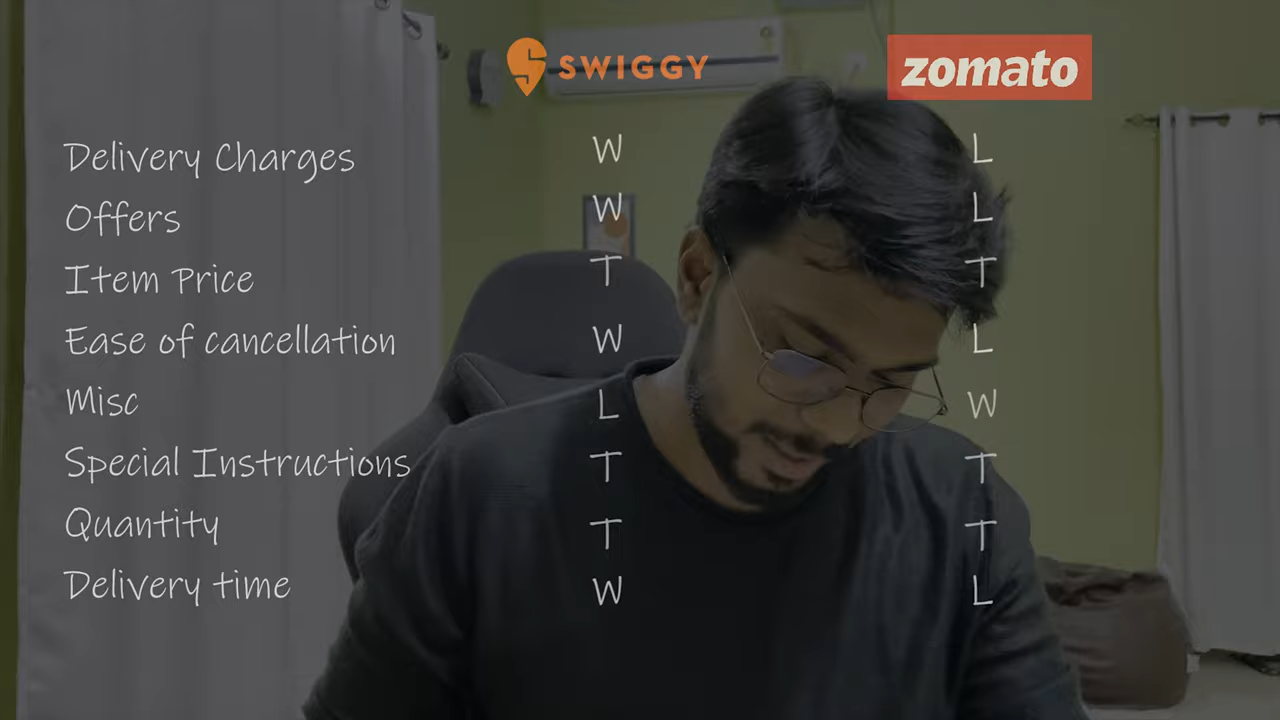 SWIGGY zomato
Delivery Charges W L
Offers W L
Item Price T T
Ease of cancellation W L
Misc L W
Special Instructions T T
Quantity T T
Delivery time W L